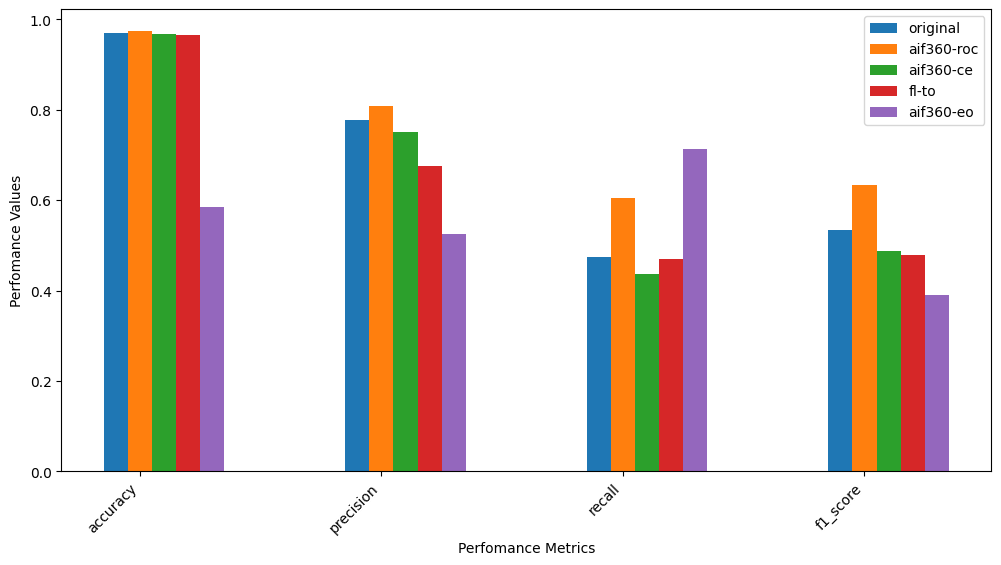 1.0
0.8
0.6
0.4
0.2
0.0
Perfomance Values
original
aif360-roc
aif360-ce
fl-to
aif360-eo
accuracy
precision
recall
f1_score
Perfomance Metrics